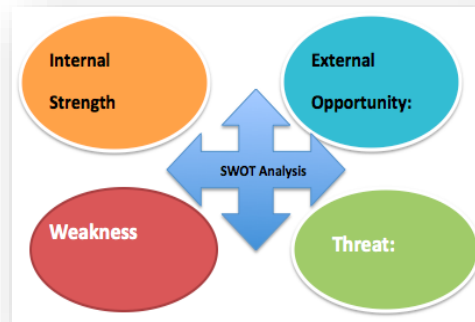 Internal
Strength
External
Opportunity:
SWOT Analysis
Weakness
Threat: